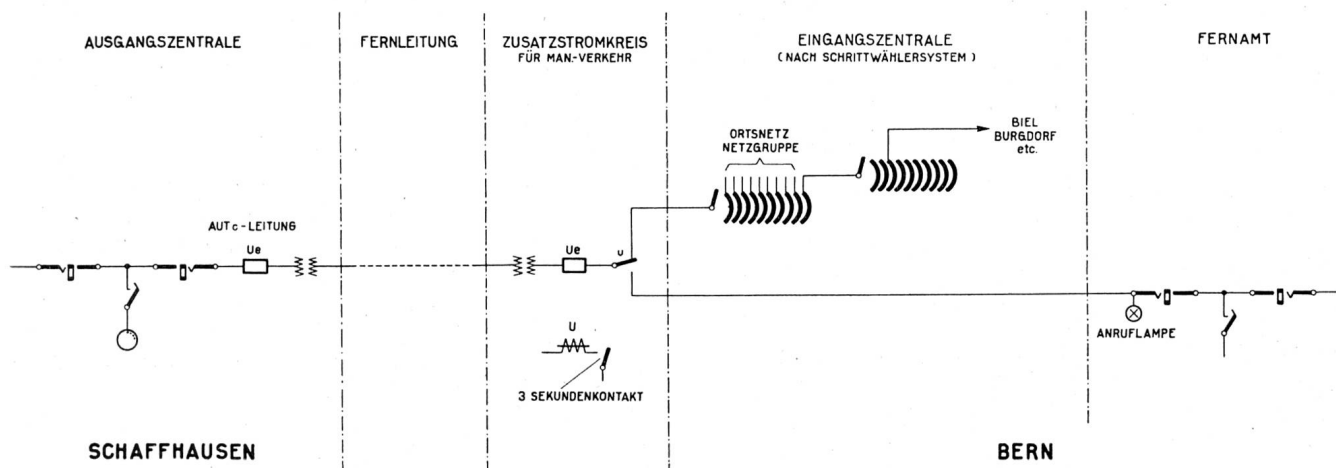 AUSGANGSZENTRALE
FERNLEITUNG
ZUSATZSTROMKREIS
FÜR MAN.-VERKEHR
EINGANGSZENTRALE
( NACH SCHRITTWÄHLERSYSTEM )
FERNAMT
ORTSNETZ
NETZGRUPPE
BIEL
BURGDORF
etc.
AUTc-LEITUNG
Ue
Ue
u
ANRUFLAMPE
U
3 SEKUNDENKONTAKT
SCHAFFHAUSEN
BERN